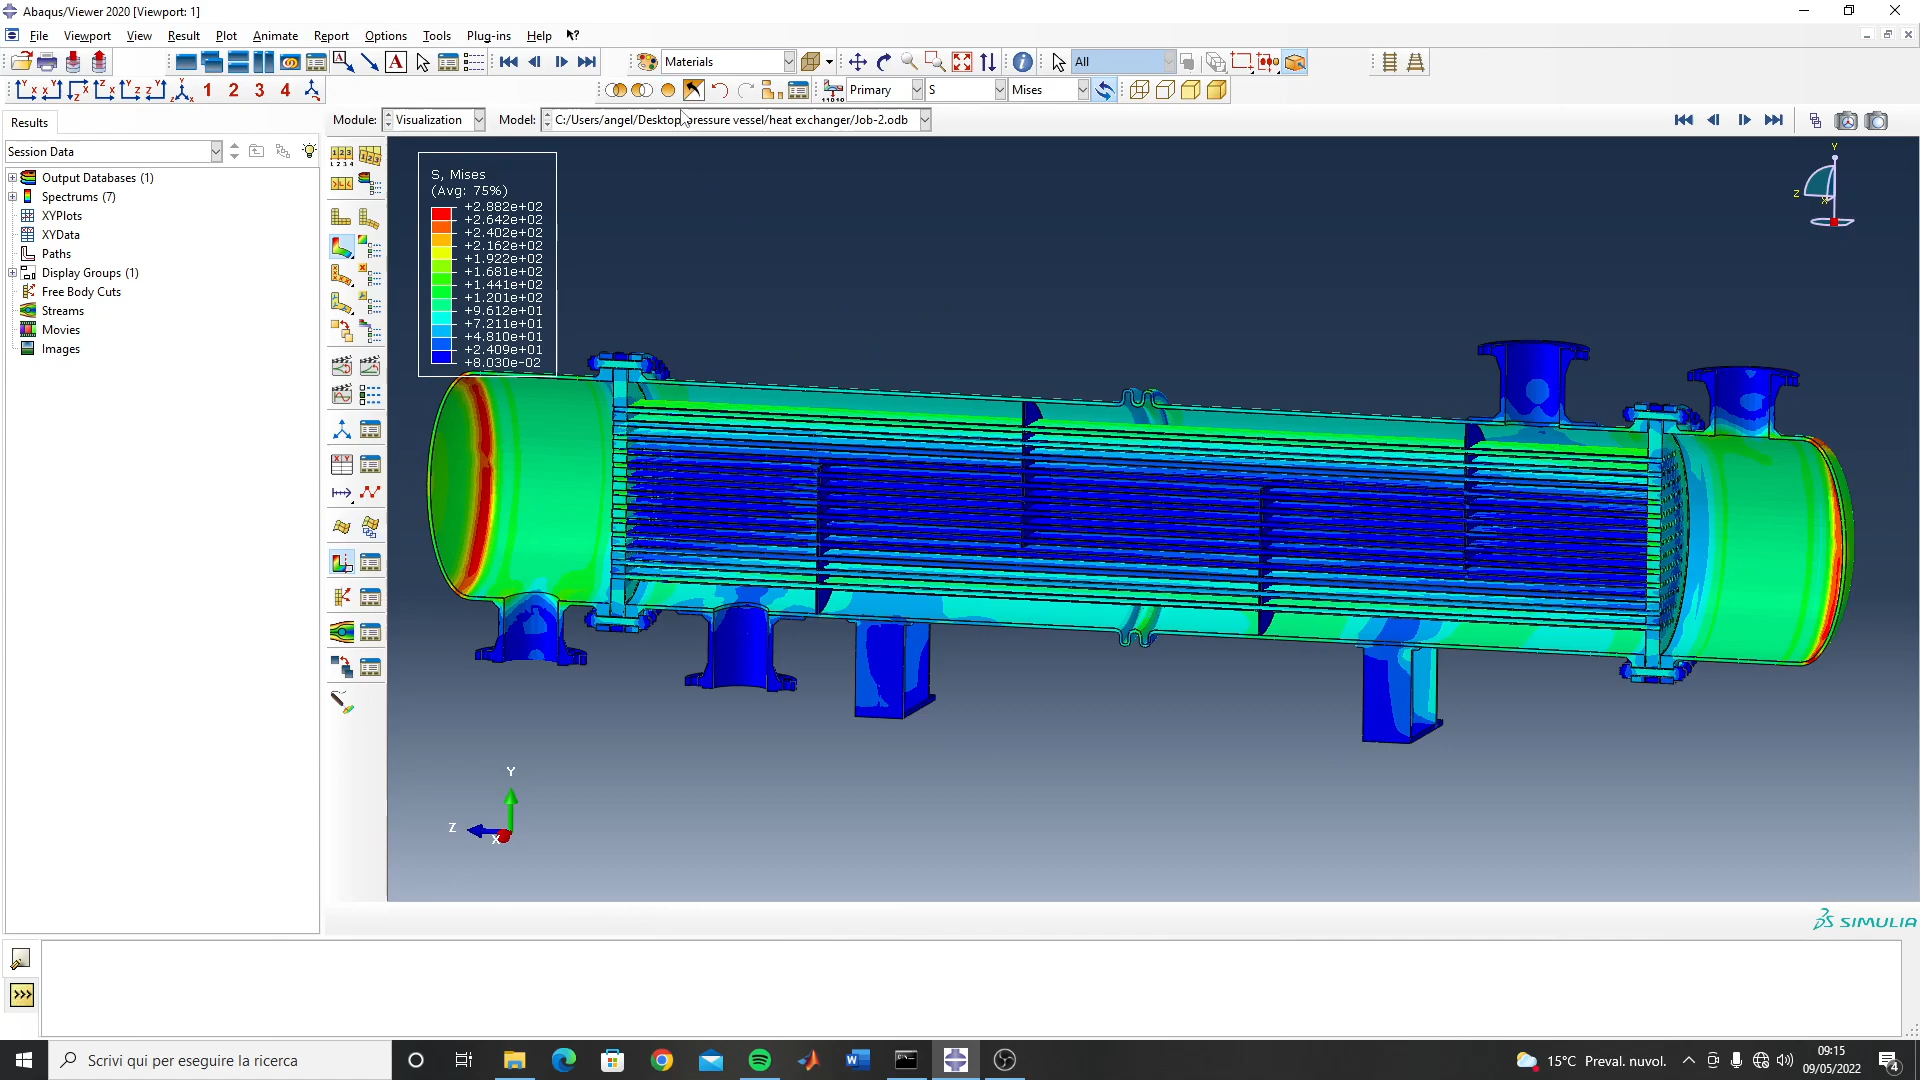 Abaqus/Viewer 2020 [Viewport: 1]
File Viewport View Result Plot Animate Report Options Tools Plug-ins Help
Materials All
1 2 3 4 Primary S Mises
Results Module: Visualization Model: C:/Users/angel/Desktop/pressure vessel/heat exchanger/Job-2.odb
Session Data
Output Databases (1)
Spectrums (7)
XYPlots
XYData
Paths
Display Groups (1)
Free Body Cuts
Streams
Movies
Images
S, Mises
(Avg: 75%)
+2.882e+02
+2.642e+02
+2.402e+02
+2.162e+02
+1.922e+02
+1.681e+02
+1.441e+02
+1.201e+02
+9.612e+01
+7.211e+01
+4.810e+01
+2.409e+01
+8.030e-02
Y
Z
X
Y
Z
X
SIMULIA
>>>
Scrivi qui per eseguire la ricerca
15°C Preval. nuvol.
09:15
09/05/2022
4